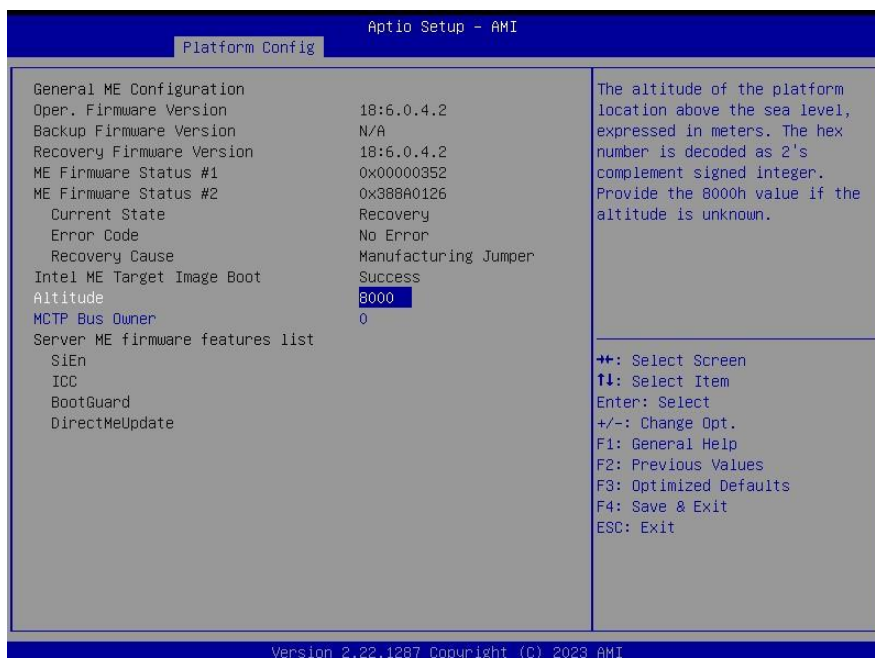 Aptio Setup - AMI
Platform Config
General ME Configuration
Oper. Firmware Version 18:6.0.4.2
Backup Firmware Version N/A
Recovery Firmware Version 18:6.0.4.2
ME Firmware Status #1 0x00000352
ME Firmware Status #2 0x388A0126
Current State Recovery
Error Code No Error
Recovery Cause Manufacturing Jumper
Intel ME Target Image Boot Success
Altitude 8000
MCTP Bus Owner 0
Server ME firmware features list
SiEn
ICC
BootGuard
DirectMeUpdate
The altitude of the platform
location above the sea level,
expressed in meters. The hex
number is decoded as 2's
complement signed integer.
Provide the 8000h value if the
altitude is unknown.
→←: Select Screen
↑↓: Select Item
Enter: Select
+/-: Change Opt.
F1: General Help
F2: Previous Values
F3: Optimized Defaults
F4: Save & Exit
ESC: Exit
Version 2.22.1287 Copyright (C) 2023 AMI